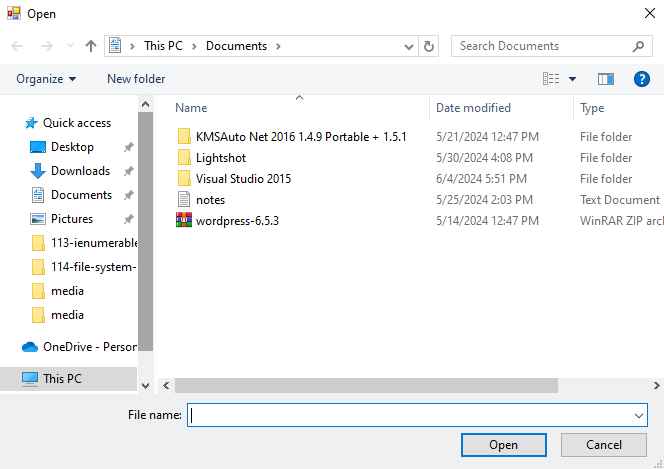 Open
This PC > Documents >
Search Documents
Organize
New folder
Name
Date modified
Type
Quick access
Desktop
Downloads
Documents
Pictures
113-ienumerable
114-file-system-
media
media
OneDrive - Person
This PC
KMSAuto Net 2016 1.4.9 Portable + 1.5.1 5/21/2024 12:47 PM File folder
Lightshot 5/30/2024 4:08 PM File folder
Visual Studio 2015 6/4/2024 5:51 PM File folder
notes 5/25/2024 2:03 PM Text Document
wordpress-6.5.3 5/14/2024 12:47 PM WinRAR ZIP arc
File name:
Open
Cancel